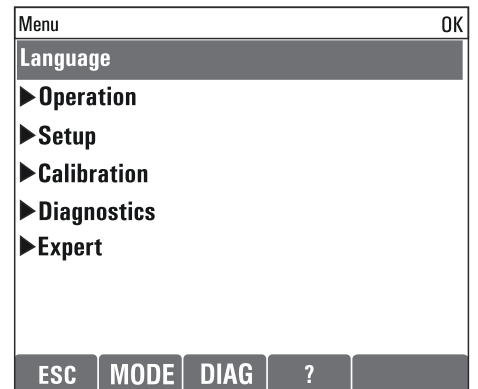 Menu OK
Language
▶Operation
▶Setup
▶Calibration
▶Diagnostics
▶Expert
ESC MODE DIAG ?